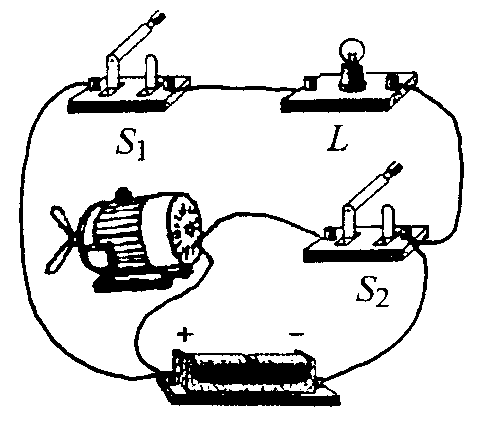 S₁
L
S₂
+ −